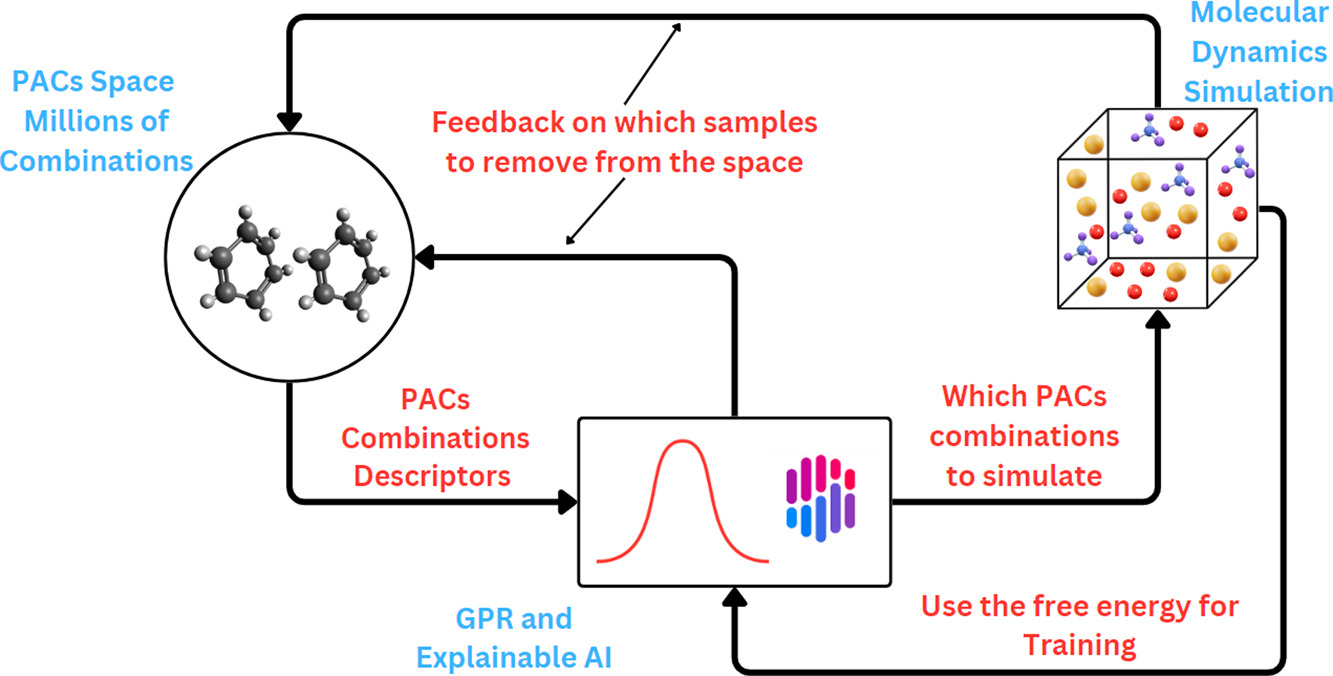 Molecular
Dynamics
Simulation
PACs Space
Millions of
Combinations
Feedback on which samples
to remove from the space
PACs
Combinations
Descriptors
Which PACs
combinations
to simulate
GPR and
Explainable AI
Use the free energy for
Training